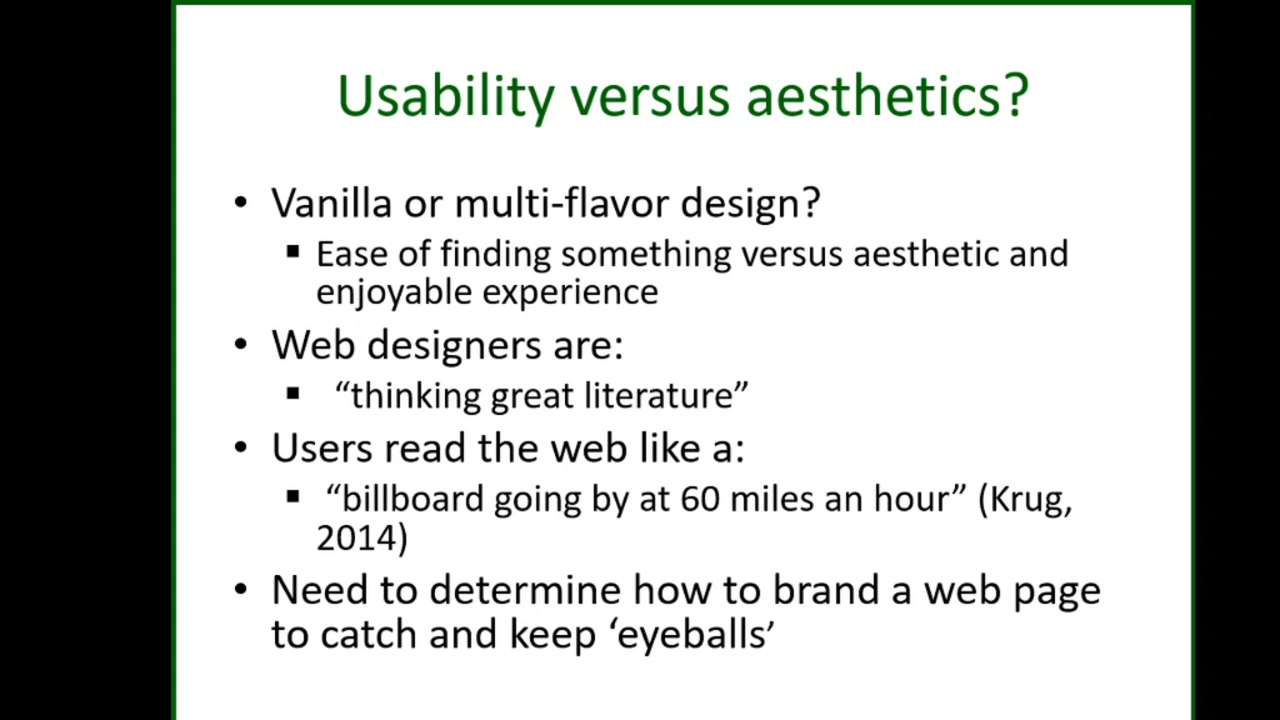 Usability versus aesthetics?
• Vanilla or multi-flavor design?
▪ Ease of finding something versus aesthetic and
enjoyable experience
• Web designers are:
▪ “thinking great literature”
• Users read the web like a:
▪ “billboard going by at 60 miles an hour” (Krug,
2014)
• Need to determine how to brand a web page
to catch and keep ‘eyeballs’